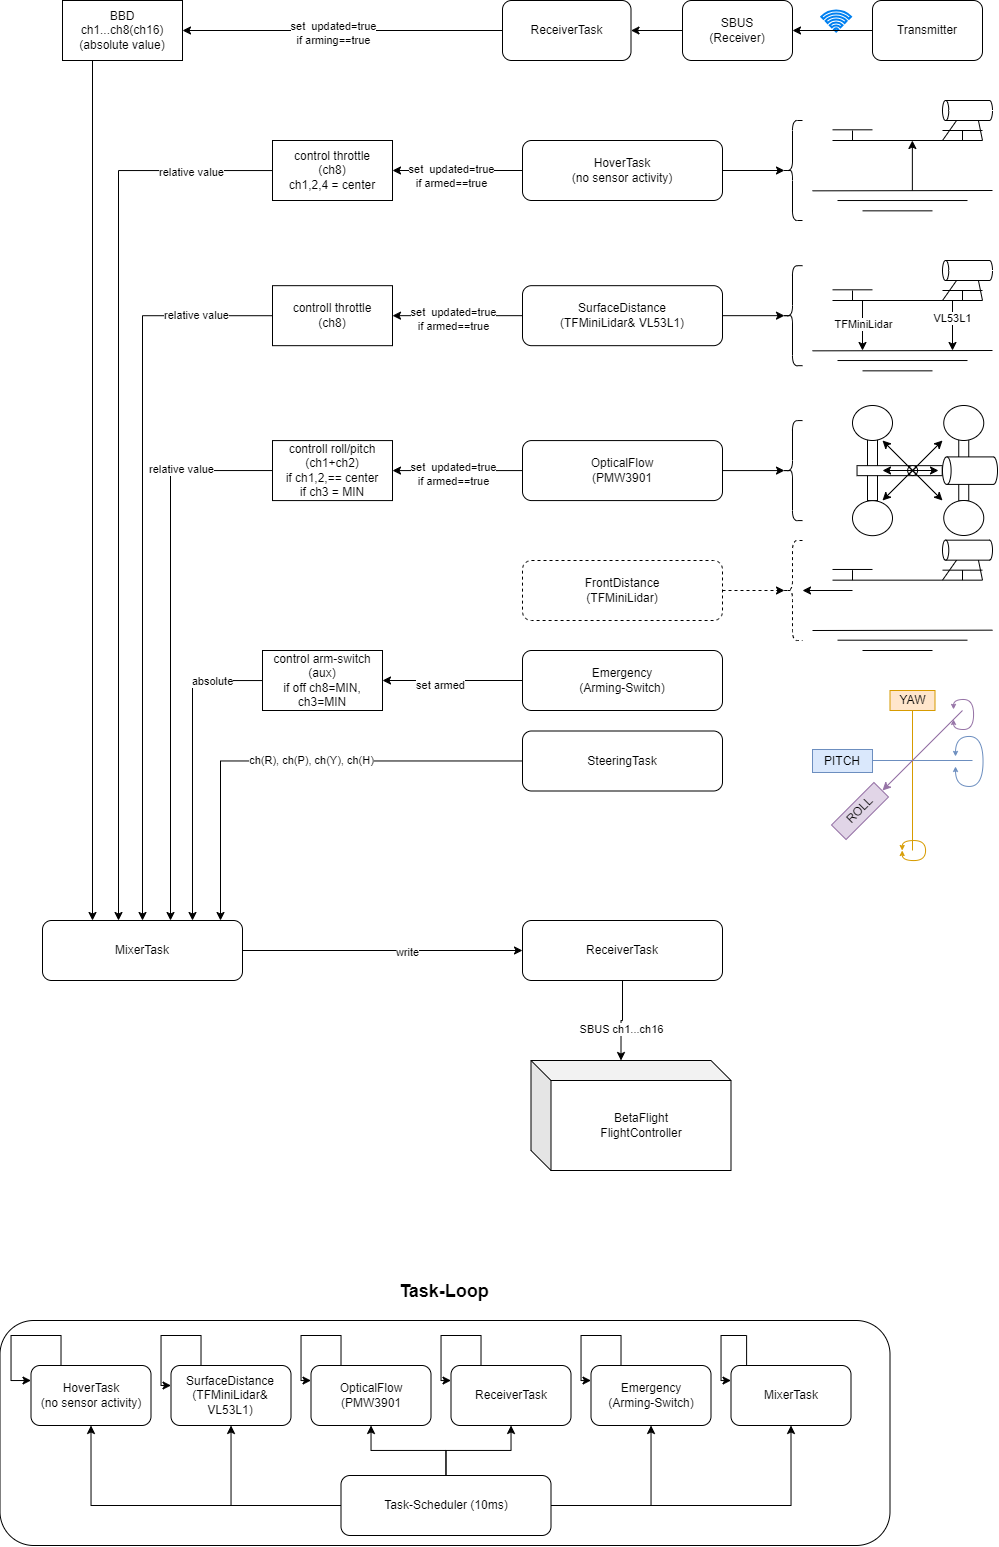 BBD
ch1...ch8(ch16)
(absolute value)
set  updated=true
if arming==true
ReceiverTask
SBUS
(Receiver)
Transmitter
relative value
control throttle
(ch8)
ch1,2,4 = center
set  updated=true
if armed==true
HoverTask
(no sensor activity)
relative value
controll throttle
(ch8)
set  updated=true
if armed==true
SurfaceDistance
(TFMiniLidar& VL53L1)
TFMiniLidar
VL53L1
relative value
controll roll/pitch
(ch1+ch2)
if ch1,2,== center
if ch3 = MIN
set  updated=true
if armed==true
OpticalFlow
(PMW3901
FrontDistance
(TFMiniLidar)
absolute
control arm-switch
(aux)
if off ch8=MIN,
ch3=MIN
set armed
Emergency
(Arming-Switch)
ch(R), ch(P), ch(Y), ch(H)
SteeringTask
YAW
PITCH
ROLL
MixerTask
write
ReceiverTask
SBUS ch1...ch16
BetaFlight
FlightController
Task-Loop
HoverTask
(no sensor activity)
SurfaceDistance
(TFMiniLidar&
VL53L1)
OpticalFlow
(PMW3901
ReceiverTask
Emergency
(Arming-Switch)
MixerTask
Task-Scheduler (10ms)